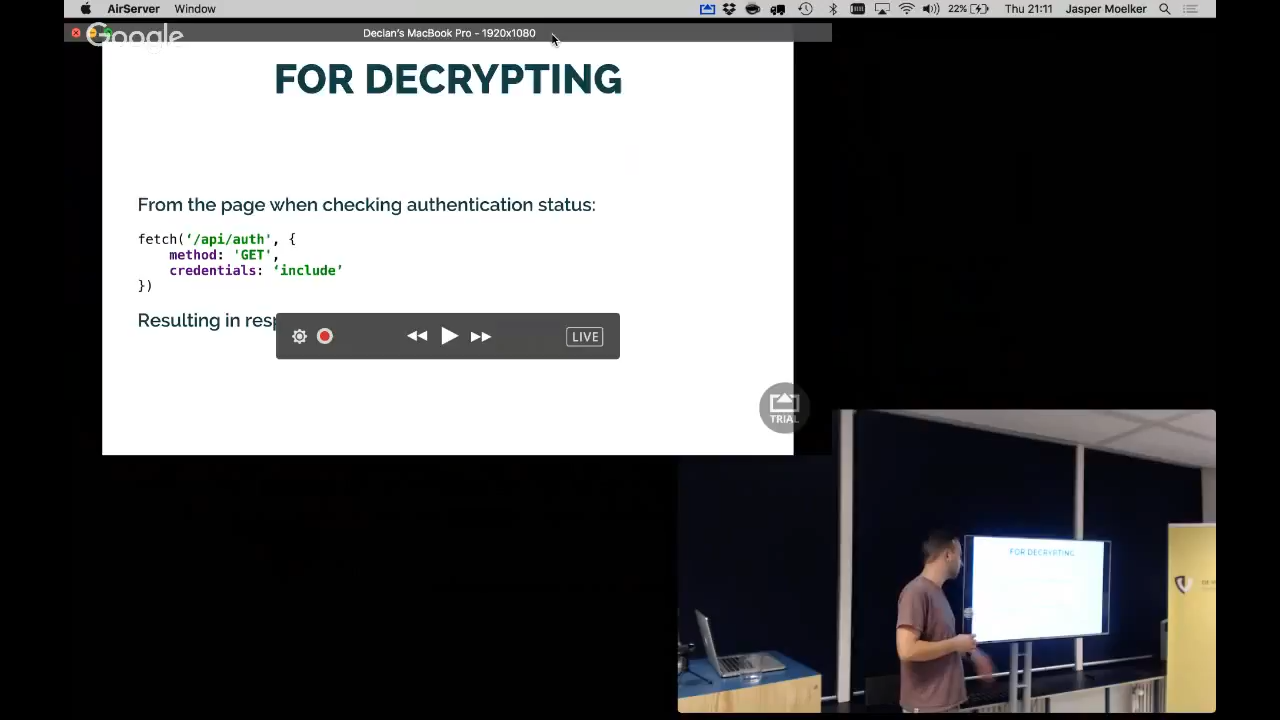 AirServer Window 22% Thu 21:11 Jasper Moelker
Google
Declan's MacBook Pro - 1920x1080
FOR DECRYPTING
From the page when checking authentication status:
fetch(‘/api/auth’, {
method: 'GET',
credentials: ‘include’
})
Resulting in resp
LIVE
TRIAL
FOR DECRYPTING